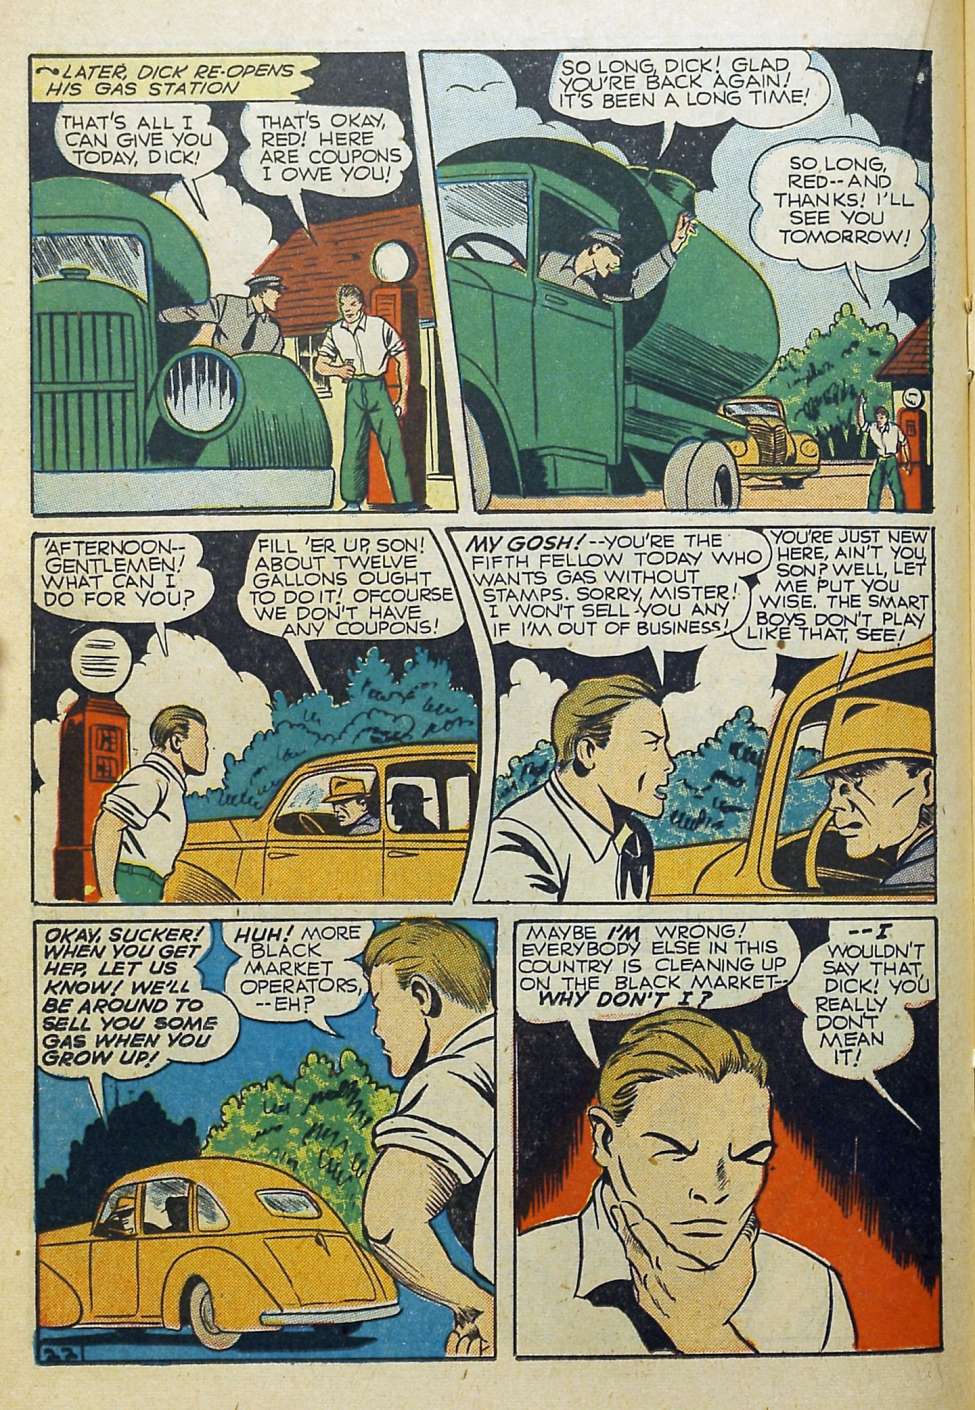 LATER, DICK RE-OPENS
HIS GAS STATION
THAT'S ALL I
CAN GIVE YOU
TODAY, DICK!
THAT'S OKAY,
RED! HERE
ARE COUPONS
I OWE YOU!
SO LONG, DICK! GLAD
YOU'RE BACK AGAIN!
IT'S BEEN A LONG TIME!
SO LONG,
RED--AND
THANKS! I'LL
SEE YOU
TOMORROW!
'AFTERNOON--
GENTLEMEN!
WHAT CAN I
DO FOR YOU?
FILL 'ER UP, SON!
ABOUT TWELVE
GALLONS OUGHT
TO DO IT! OFCOURSE
WE DON'T HAVE
ANY COUPONS!
MY GOSH!--YOU'RE THE
FIFTH FELLOW TODAY WHO
WANTS GAS WITHOUT
STAMPS. SORRY, MISTER!
I WON'T SELL YOU ANY
IF I'M OUT OF BUSINESS!
YOU'RE JUST NEW
HERE, AIN'T YOU,
SON? WELL, LET
ME PUT YOU
WISE. THE SMART
BOYS DON'T PLAY
LIKE THAT, SEE!
OKAY, SUCKER!
WHEN YOU GET
HEP, LET US
KNOW! WE'LL
BE AROUND TO
SELL YOU SOME
GAS WHEN YOU
GROW UP!
HUH! MORE
BLACK
MARKET
OPERATORS,
--EH?
MAYBE I'M WRONG!
EVERYBODY ELSE IN THIS
COUNTRY IS CLEANING UP
ON THE BLACK MARKET--
WHY DON'T I?
--I
WOULDN'T
SAY THAT,
DICK! YOU
REALLY
DON'T
MEAN
IT!
22